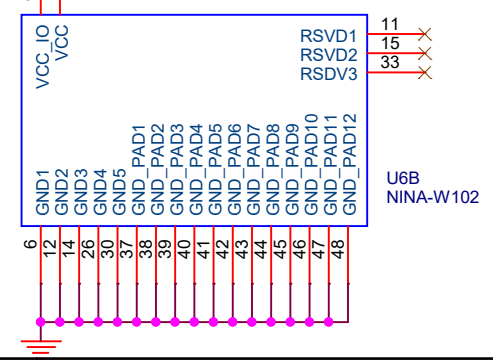 VCC_IO
VCC
RSVD1
11
RSVD2
15
RSDV3
33
GND1
GND2
GND3
GND4
GND5
GND_PAD1
GND_PAD2
GND_PAD3
GND_PAD4
GND_PAD5
GND_PAD6
GND_PAD7
GND_PAD8
GND_PAD9
GND_PAD10
GND_PAD11
GND_PAD12
U6B
NINA-W102
6
12
14
26
30
37
38
39
40
41
42
43
44
45
46
47
48